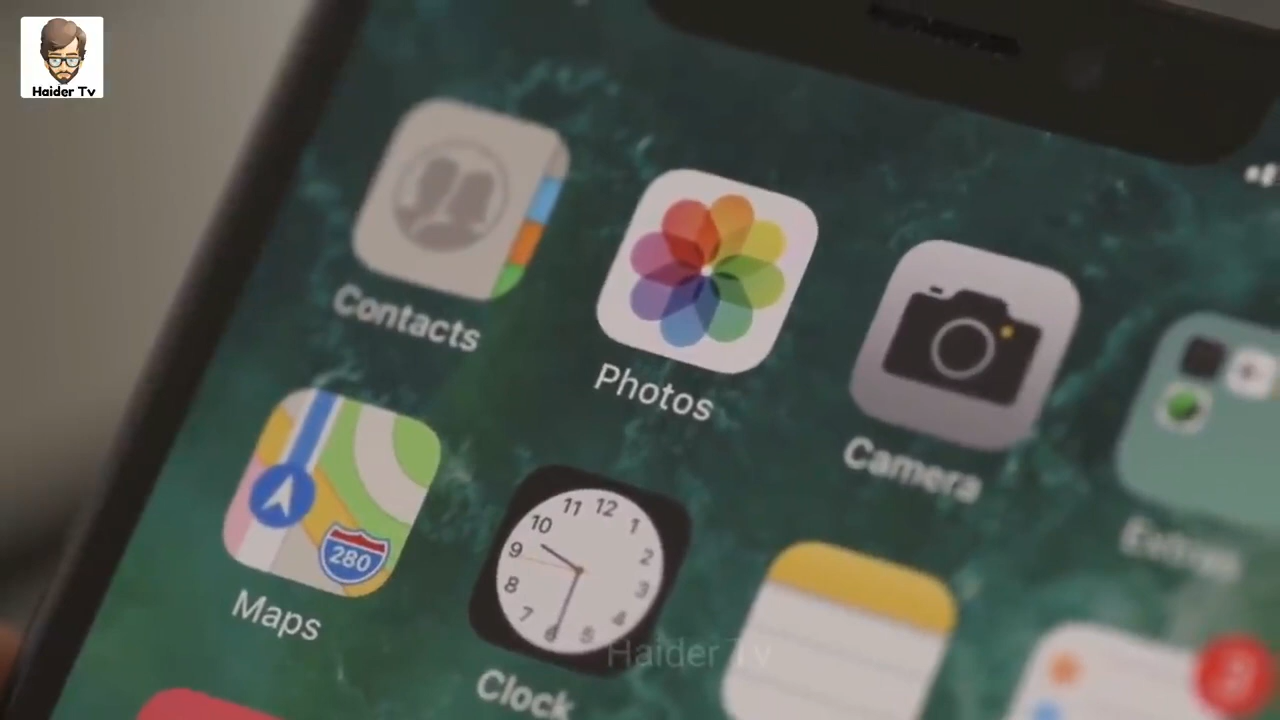 Haider Tv
Contacts
Photos
Camera
Extras
Maps
280
11 12 1
10 2
9 3
8 4
7 6 5
Clock
Haider Tv